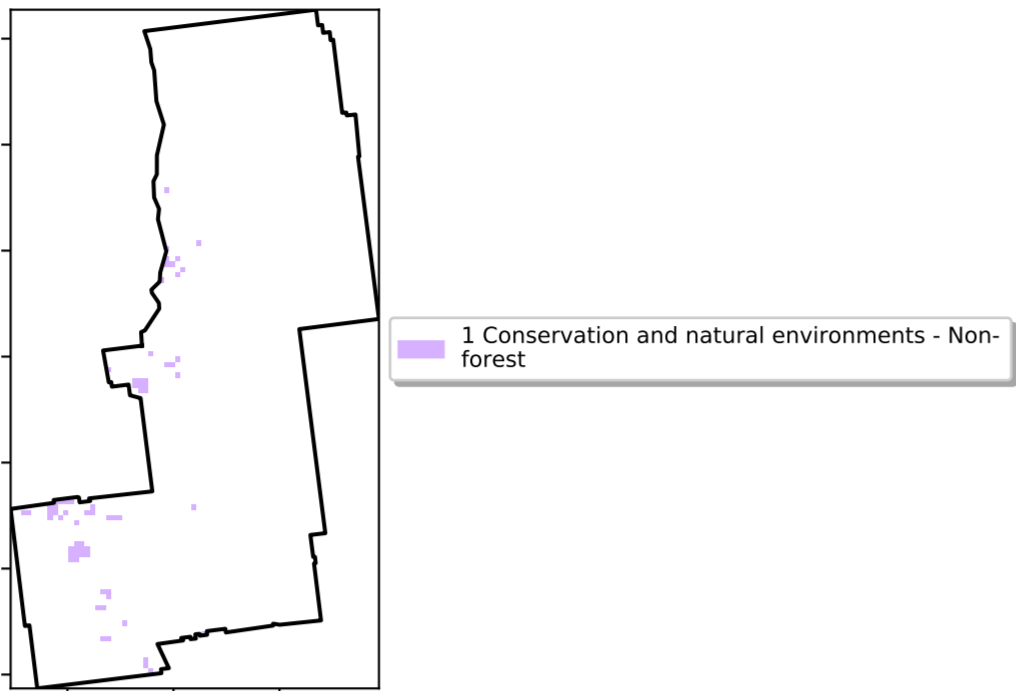 1 Conservation and natural environments - Non-
forest